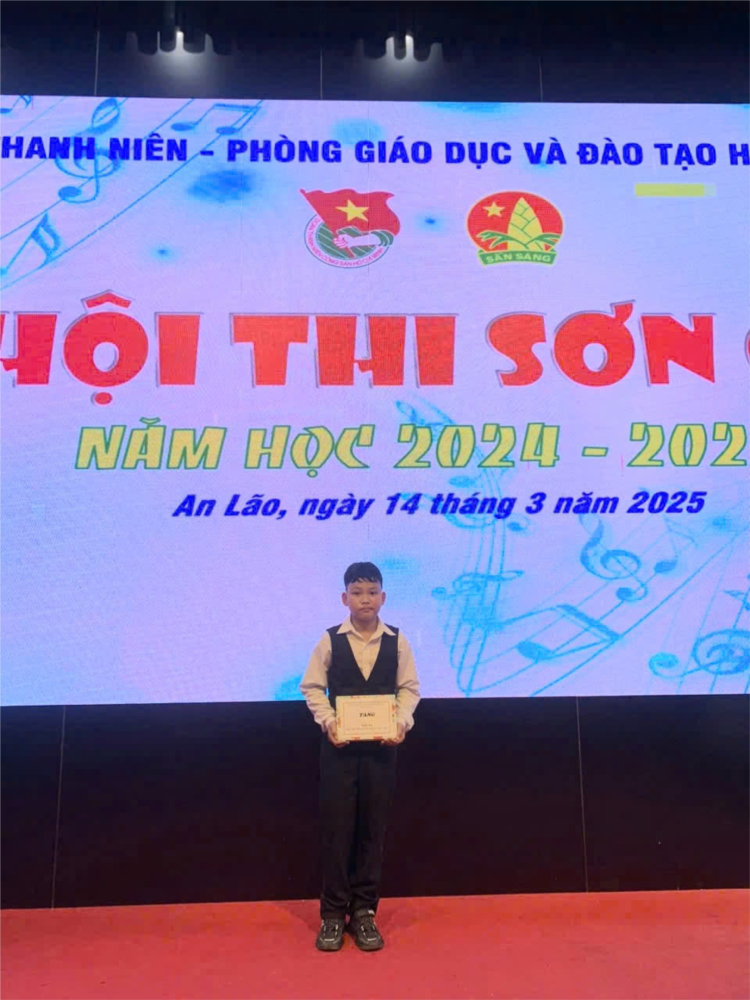 HANH NIÊN - PHÒNG GIÁO DỤC VÀ ĐÀO TẠO H
SẴN SÀNG
HỘI THI SƠN
NĂM HỌC 2024 - 202
An Lão, ngày 14 tháng 3 năm 2025
TẶNG